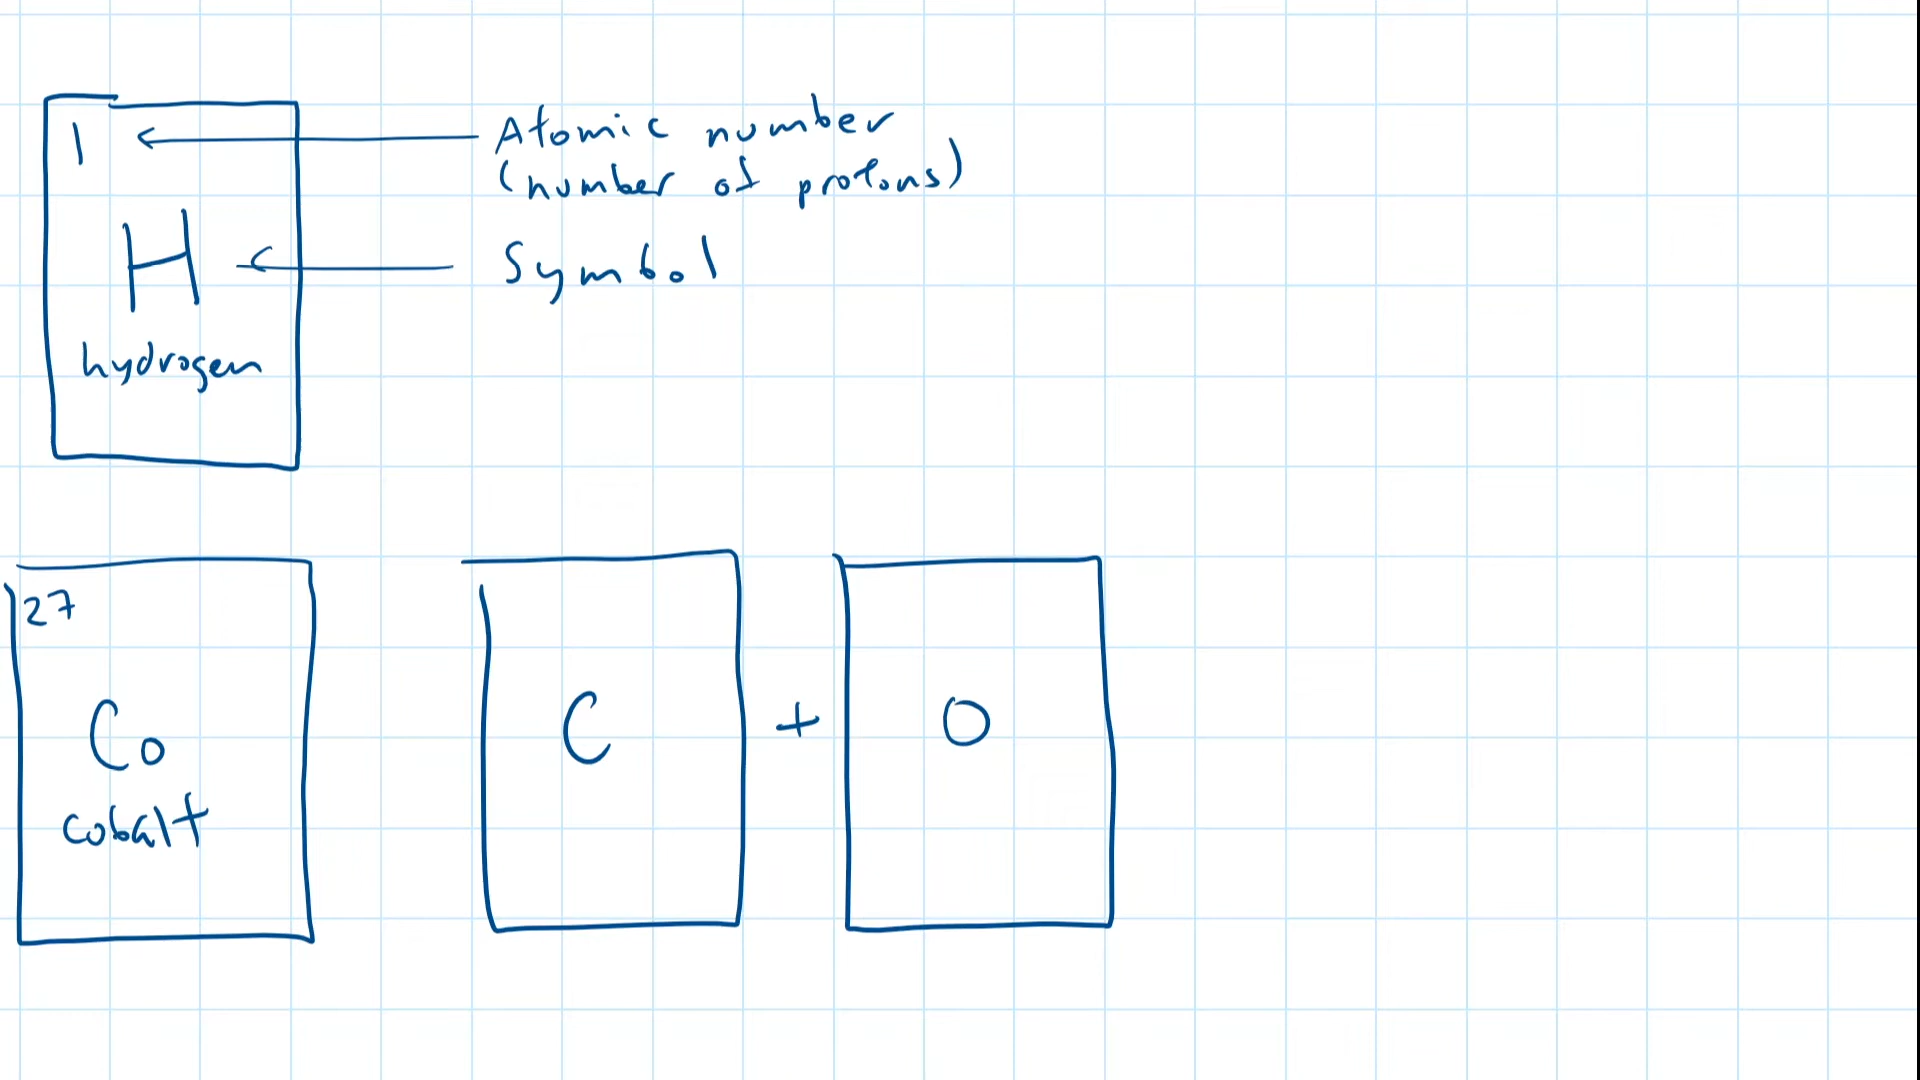 1
Atomic number
(number of protons)
H
Symbol
hydrogen
27
Co
cobalt
C
+
O